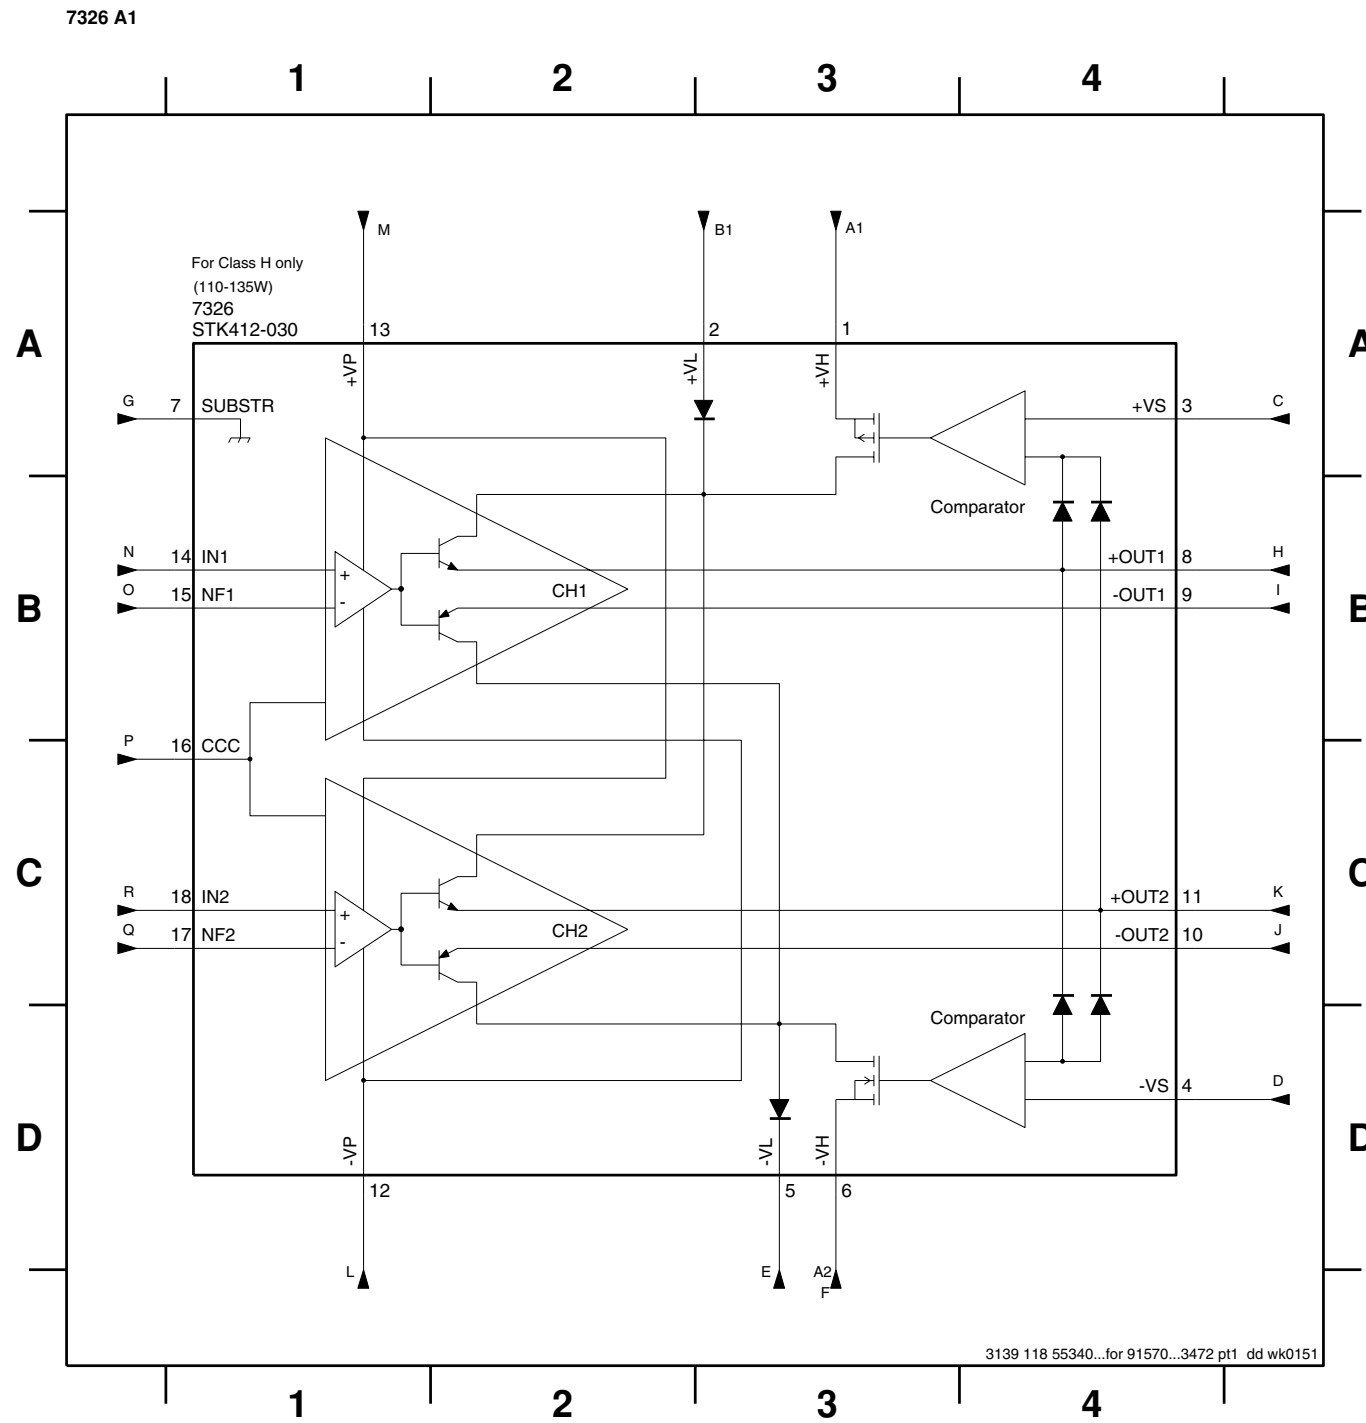 7326 A1
1 2 3 4
M B1 A1
For Class H only
(110-135W)
7326
STK412-030 13 2 1
A A
+VP +VL +VH
G 7 SUBSTR +VS 3 C
Comparator
N 14 IN1 + +OUT1 8 H
CH1
O 15 NF1 - -OUT1 9 I
B B
P 16 CCC
C C
R 18 IN2 + +OUT2 11 K
CH2
Q 17 NF2 - -OUT2 10 J
Comparator
-VS 4 D
D D
-VP -VL -VH
12 5 6
L E A2
F
3139 118 55340...for 91570...3472 pt1 dd wk0151
1 2 3 4